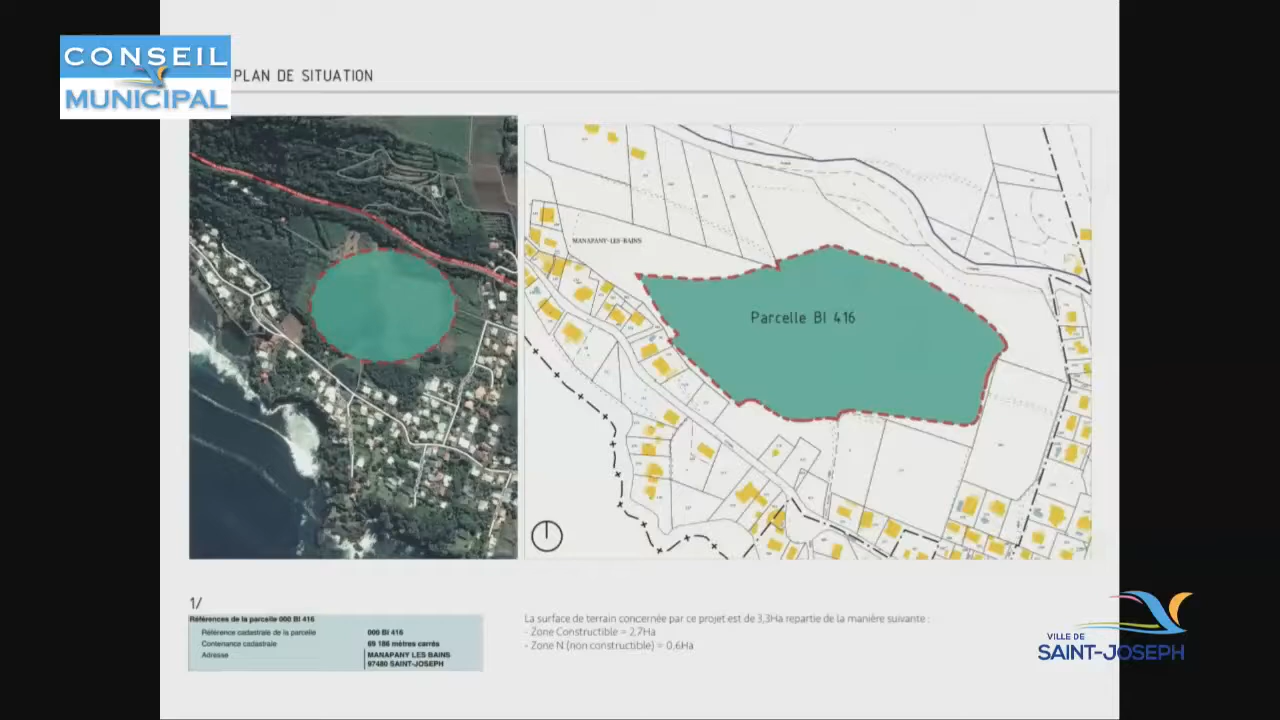 CONSEIL
MUNICIPAL
PLAN DE SITUATION
MANAPANY-LES-BAINS
Parcelle BI 416
1/
Références de la parcelle 000 BI 416
Référence cadastrale de la parcelle 000 BI 416
Contenance cadastrale 69 186 mètres carrés
Adresse MANAPANY LES BAINS
97480 SAINT-JOSEPH
La surface de terrain concernée par ce projet est de 3,3Ha repartie de la manière suivante :
- Zone Constructible = 2,7Ha
- Zone N (non constructible) = 0,6Ha
VILLE DE
SAINT-JOSEPH